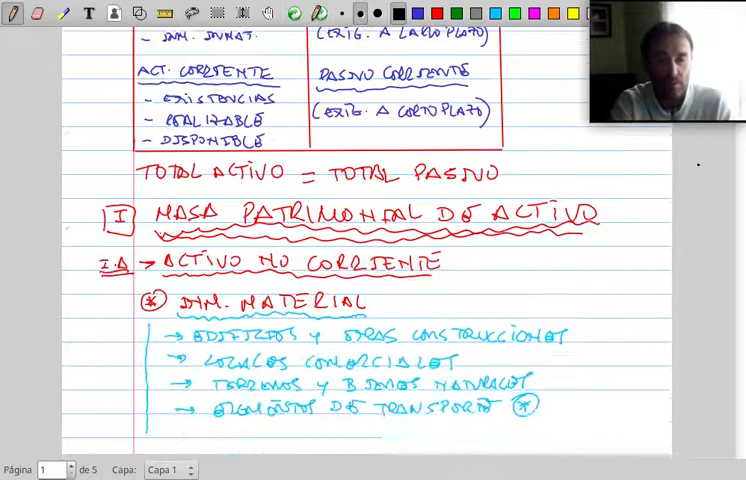 - INM. INMAT. (EXIG. A LARGO PLAZO)
ACT. CORRIENTE PASIVO CORRIENTE
- EXISTENCIAS (EXIG. A CORTO PLAZO)
- REALIZABLE
- DISPONIBLE
TOTAL ACTIVO = TOTAL PASIVO
I MASA PATRIMONIAL DE ACTIVO
I.A → ACTIVO NO CORRIENTE
* INM. MATERIAL
→ EDIFICIOS Y OTRAS CONSTRUCCIONES
→ LOCALES COMERCIALES
→ TERRENOS Y BIENES NATURALES
→ ELEMENTOS DE TRANSPORTE *
Página 1 de 5 Capa: Capa 1